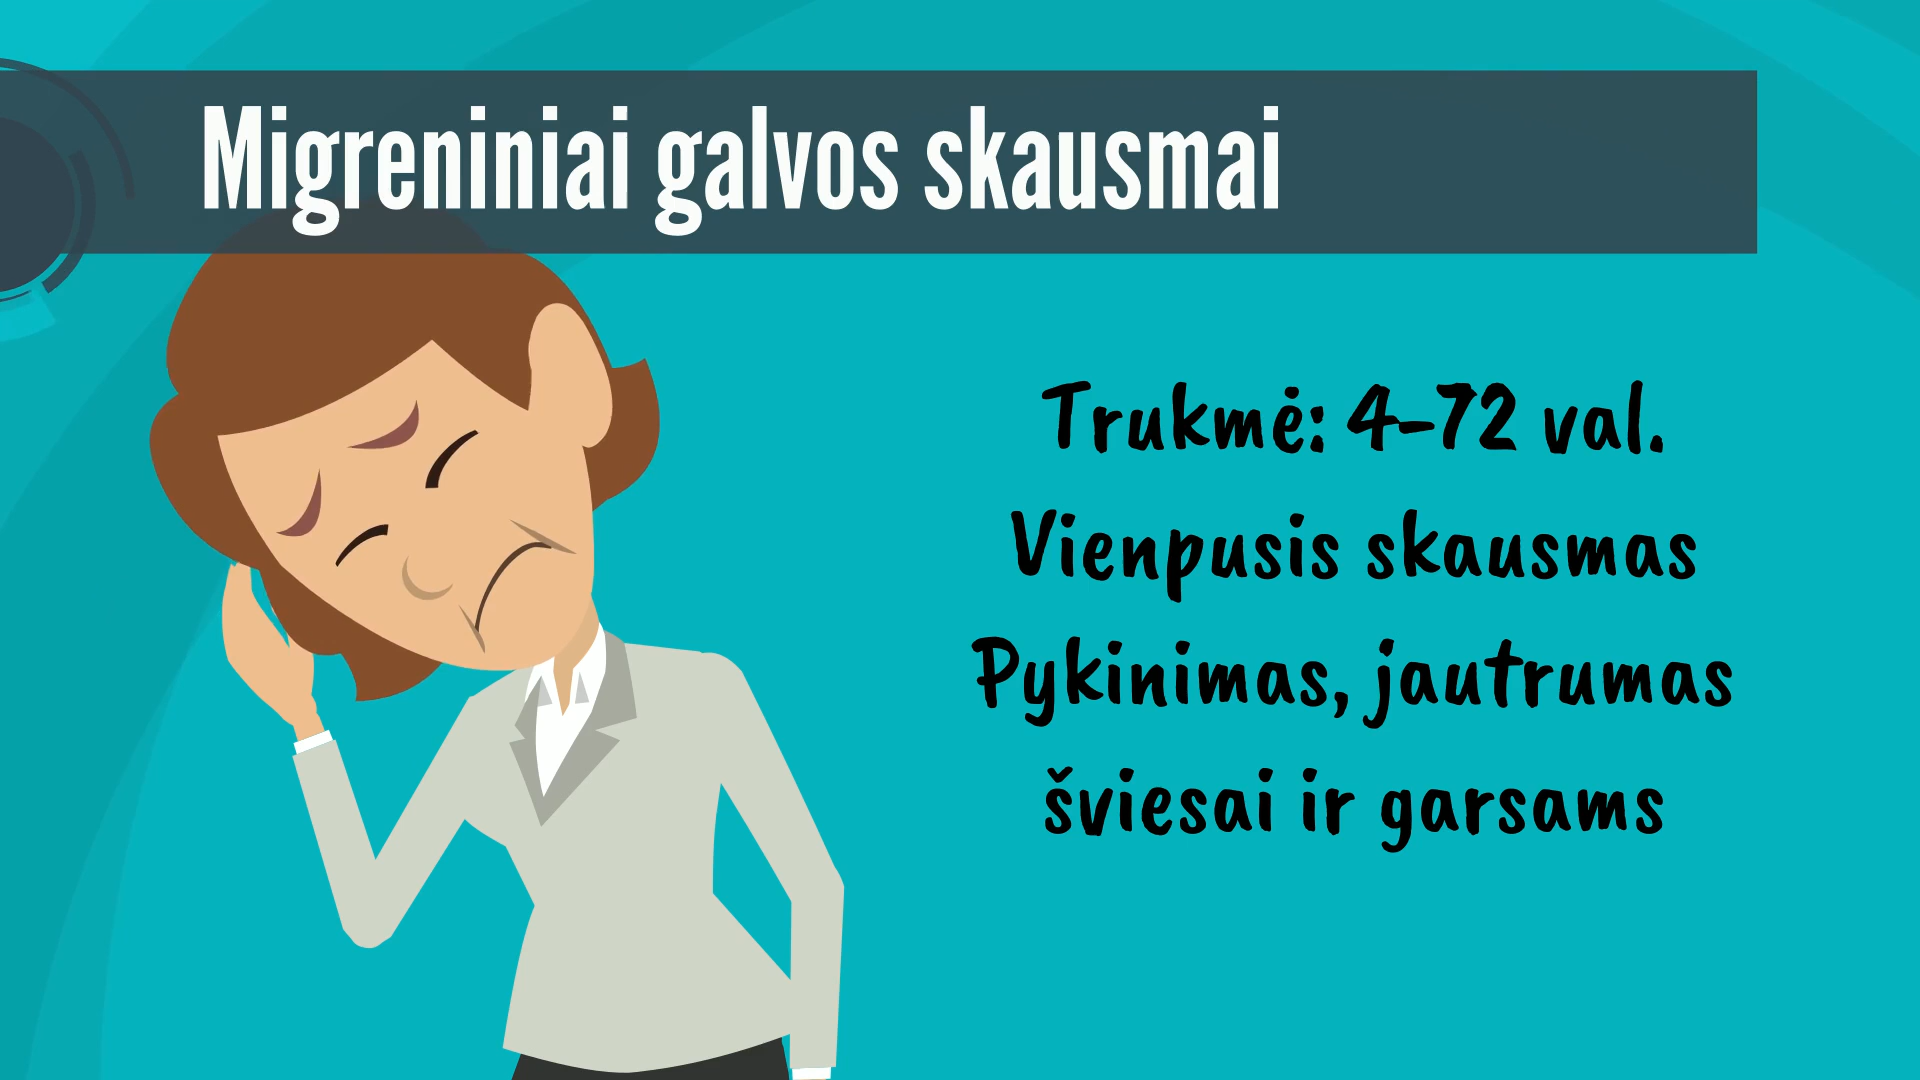 Migreniniai galvos skausmai
Trukmė: 4-72 val.
Vienpusis skausmas
Pykinimas, jautrumas
šviesai ir garsams